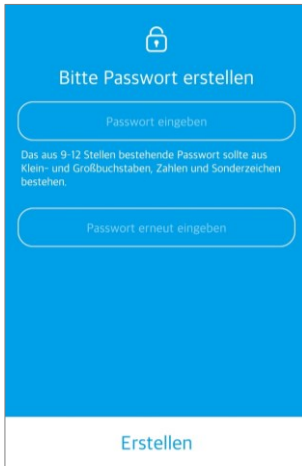 Bitte Passwort erstellen
Passwort eingeben
Das aus 9-12 Stellen bestehende Passwort sollte aus
Klein- und Großbuchstaben, Zahlen und Sonderzeichen
bestehen.
Passwort erneut eingeben
Erstellen